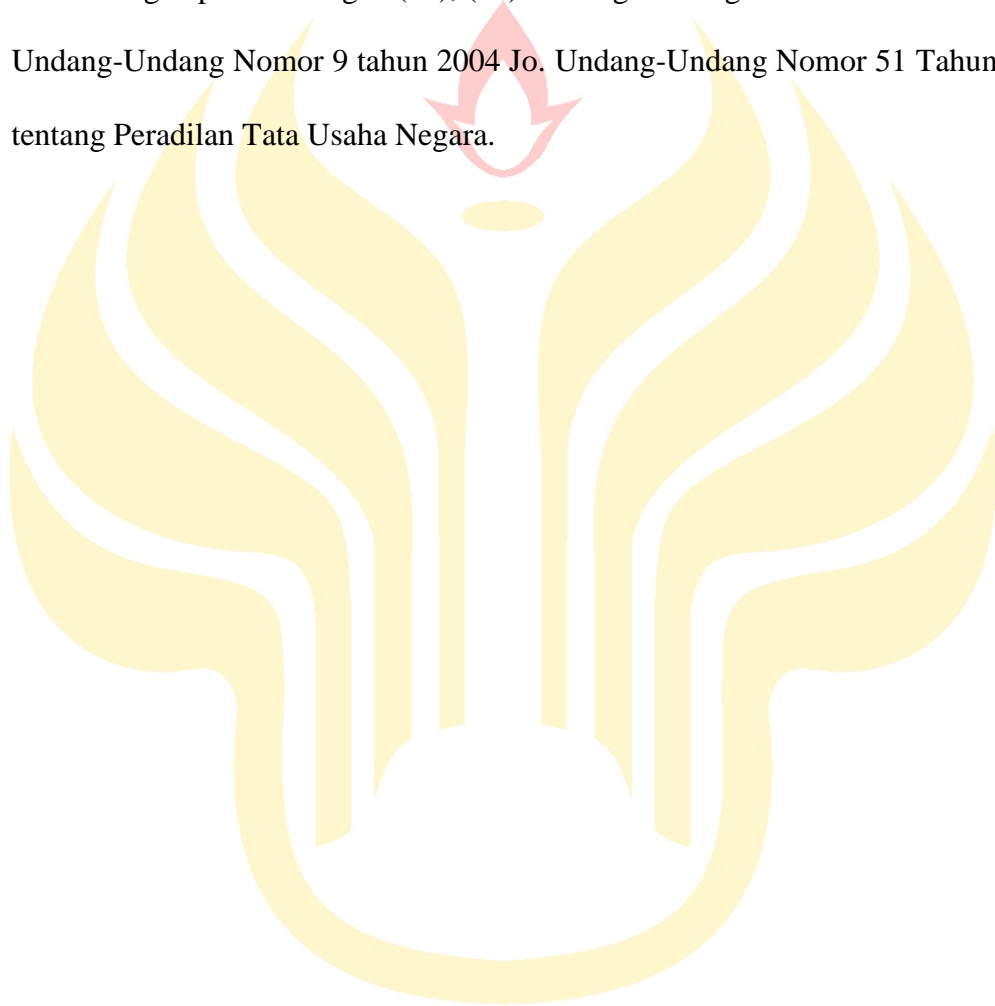 Undang-Undang Nomor 9 tahun 2004 Jo. Undang-Undang Nomor 51 Tahun
tentang Peradilan Tata Usaha Negara.